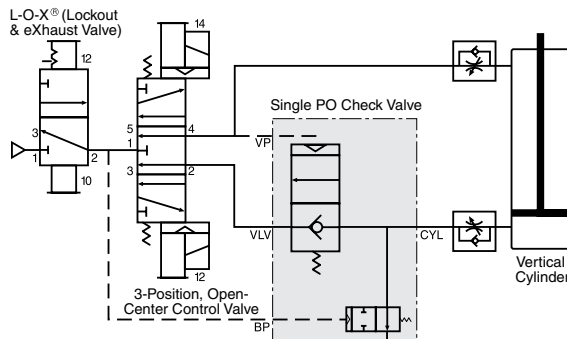 L-O-X® (Lockout
& eXhaust Valve)
12
14
3
1
2
10
5
4
1
3
2
12
Single PO Check Valve
VP
VLV
CYL
BP
3-Position, Open-
Center Control Valve
Vertical
Cylinder